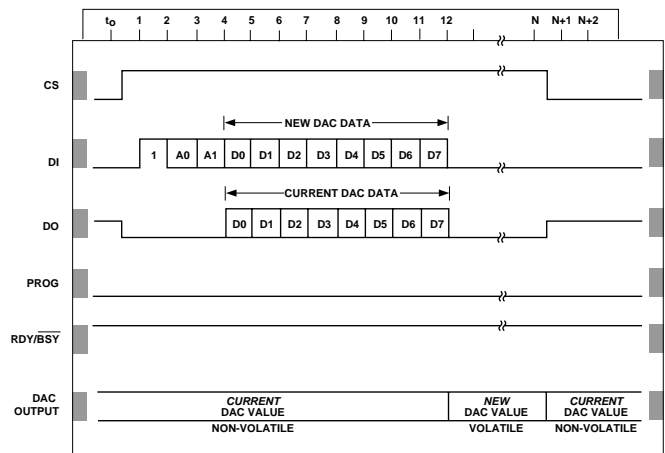 to 1 2 3 4 5 6 7 8 9 10 11 12 N N+1 N+2
CS
NEW DAC DATA
DI 1 A0 A1 D0 D1 D2 D3 D4 D5 D6 D7
CURRENT DAC DATA
DO D0 D1 D2 D3 D4 D5 D6 D7
PROG
RDY/BSY
DAC OUTPUT
CURRENT DAC VALUE
NON-VOLATILE
NEW DAC VALUE
VOLATILE
CURRENT DAC VALUE
NON-VOLATILE